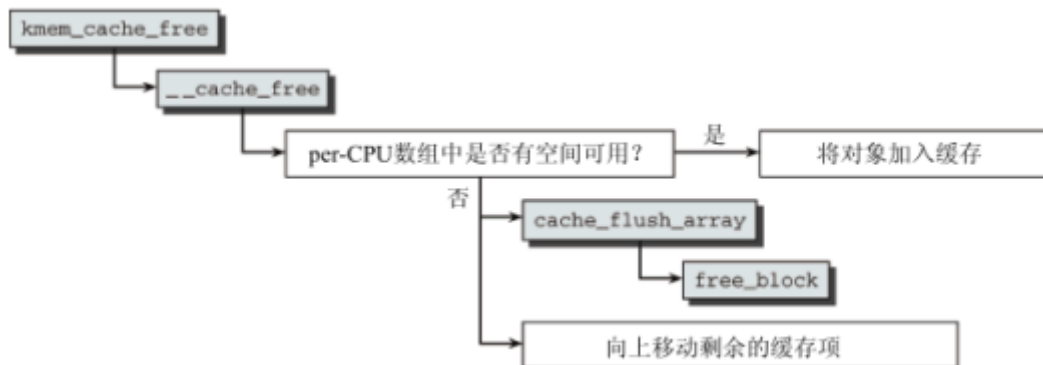 kmem_cache_free
__cache_free
per-CPU数组中是否有空间可用？
是
将对象加入缓存
否
cache_flush_array
free_block
向上移动剩余的缓存项